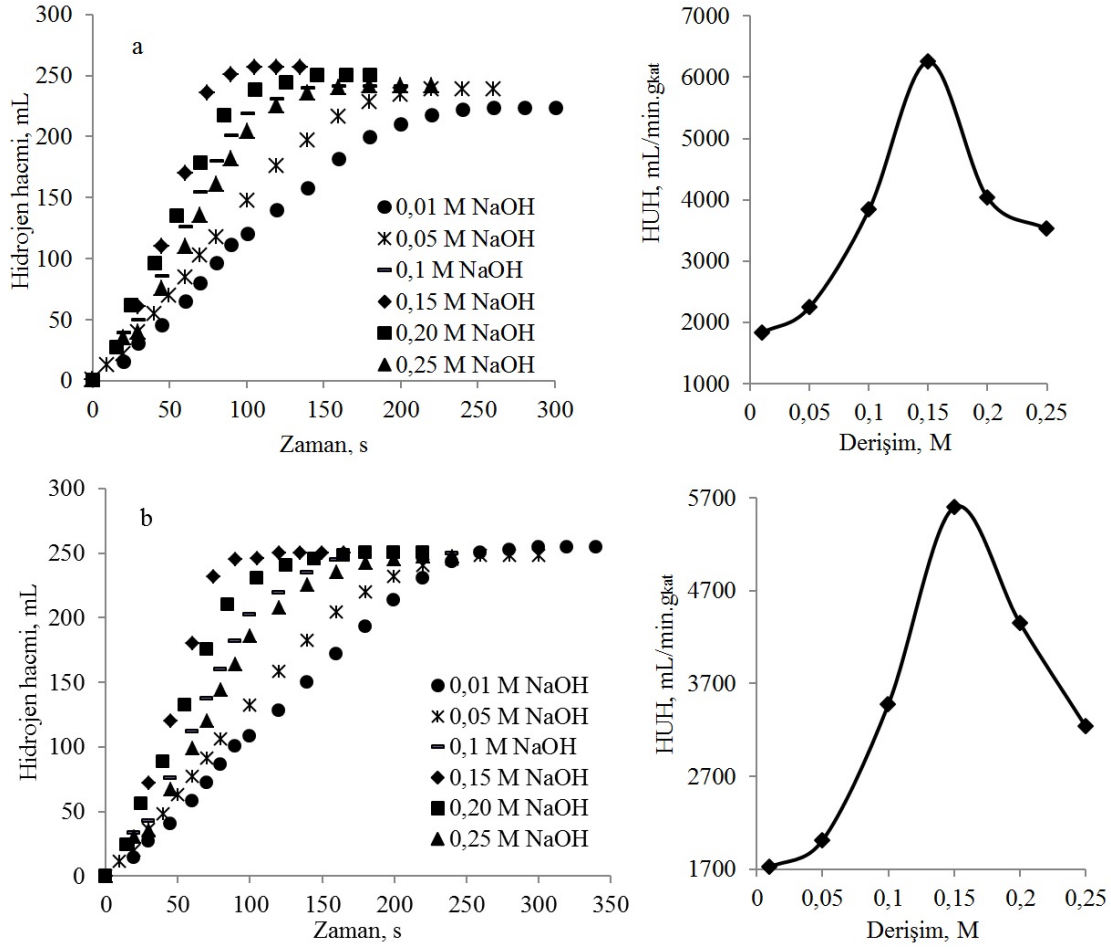 a
Hidrojen hacmi, mL
300
250
200
150
100
50
0
0 50 100 150 200 250 300
Zaman, s
0,01 M NaOH
0,05 M NaOH
0,1 M NaOH
0,15 M NaOH
0,20 M NaOH
0,25 M NaOH
HUH, mL/min.gkat
7000
6000
5000
4000
3000
2000
1000
0 0,05 0,1 0,15 0,2 0,25
Derişim, M
b
Hidrojen hacmi, mL
300
250
200
150
100
50
0
0 50 100 150 200 250 300 350
Zaman, s
0,01 M NaOH
0,05 M NaOH
0,1 M NaOH
0,15 M NaOH
0,20 M NaOH
0,25 M NaOH
HUH, mL/min.gkat
5700
4700
3700
2700
1700
0 0,05 0,1 0,15 0,2 0,25
Derişim, M